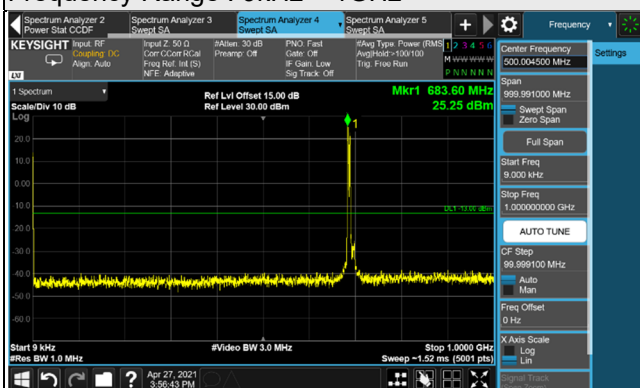 Spectrum Analyzer 2
Power Stat CCDF
Spectrum Analyzer 3
Swept SA
Spectrum Analyzer 4
Swept SA
Spectrum Analyzer 5
Swept SA
Frequency
KEYSIGHT
Input: RF
Coupling: DC
Align: Auto
Input Z: 50 Ω
Corr CCorr RCal
Freq Ref: Int (S)
NFE: Adaptive
#Atten: 30 dB
Preamp: Off
PNO: Fast
Gate: Off
IF Gain: Low
Sig Track: Off
#Avg Type: Power (RMS
Avg|Hold:>100/100
Trig: Free Run
1 2 3 4 5 6
M W W W W W
P N N N N N
LXI
1 Spectrum
Scale/Div 10 dB
Log
Ref Lvl Offset 15.00 dB
Ref Level 30.00 dBm
Mkr1 683.60 MHz
25.25 dBm
1
20.0
10.0
0.00
-10.0
-20.0
-30.0
-40.0
-50.0
-60.0
DL1 -13.00 dBm
Start 9 kHz
#Res BW 1.0 MHz
#Video BW 3.0 MHz
Stop 1.0000 GHz
Sweep ~1.52 ms (5001 pts)
Apr 27, 2021
3:56:43 PM
Center Frequency
500.004500 MHz
Settings
Span
999.991000 MHz
Swept Span
Zero Span
Full Span
Start Freq
9.000 kHz
Stop Freq
1.000000000 GHz
AUTO TUNE
CF Step
99.999100 MHz
Auto
Man
Freq Offset
0 Hz
X Axis Scale
Log
Lin
Signal Track